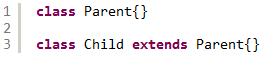 1 class Parent{}
2
3 class Child extends Parent{}